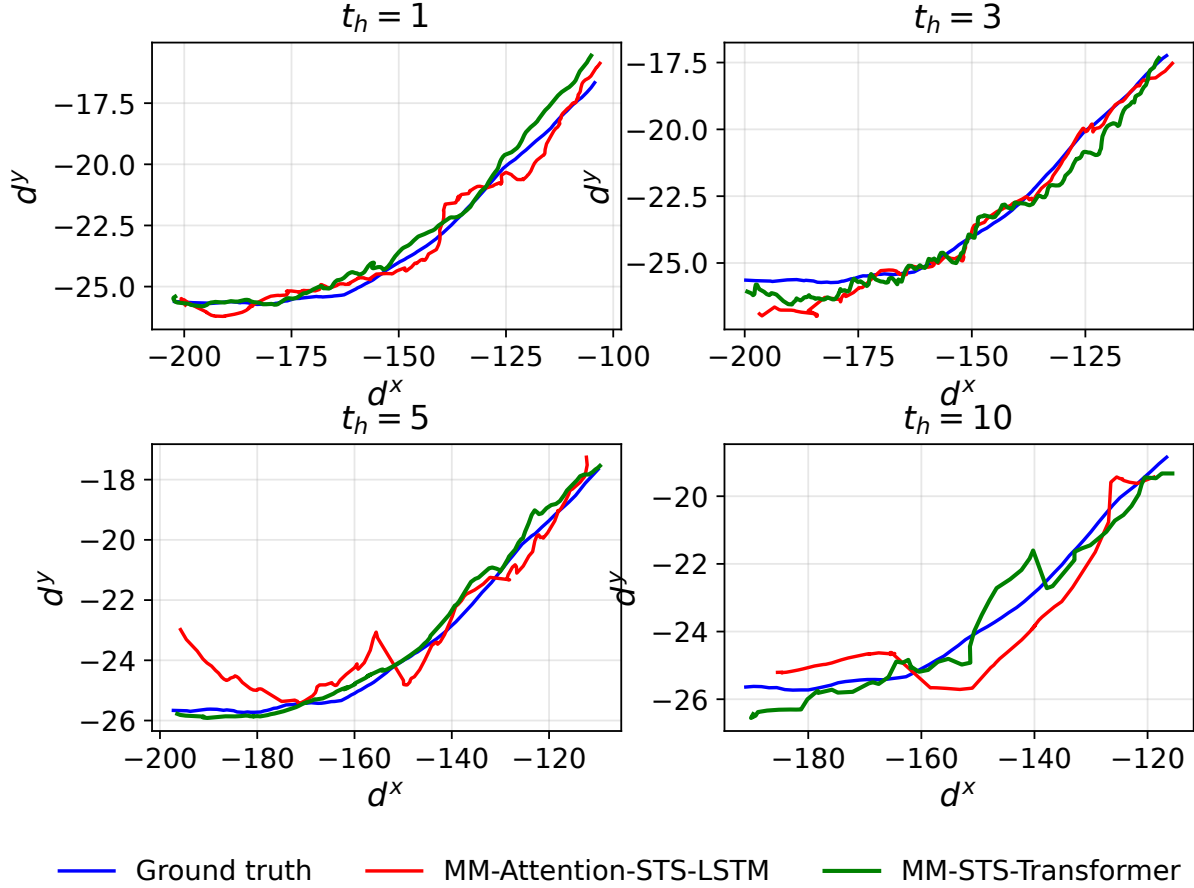 t_h = 1
t_h = 3
−17.5
−20.0
−22.5
−25.0
d^y
−200
−175
−150
−125
−100
d^x
−17.5
−20.0
−22.5
−25.0
d^y
−200
−175
−150
−125
d^x
t_h = 5
t_h = 10
−18
−20
−22
−24
−26
d^y
−200
−180
−160
−140
−120
d^x
−20
−22
−24
−26
d^y
−180
−160
−140
−120
d^x
Ground truth MM-Attention-STS-LSTM MM-STS-Transformer